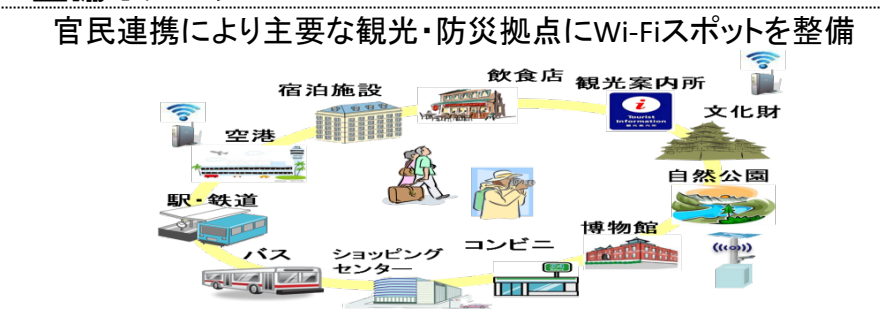 官民連携により主要な観光・防災拠点にWi-Fiスポットを整備
飲食店
観光案内所
宿泊施設
文化財
空港
自然公園
駅・鉄道
博物館
バス
ショッピング
センター
コンビニ
i
Tourist
Information